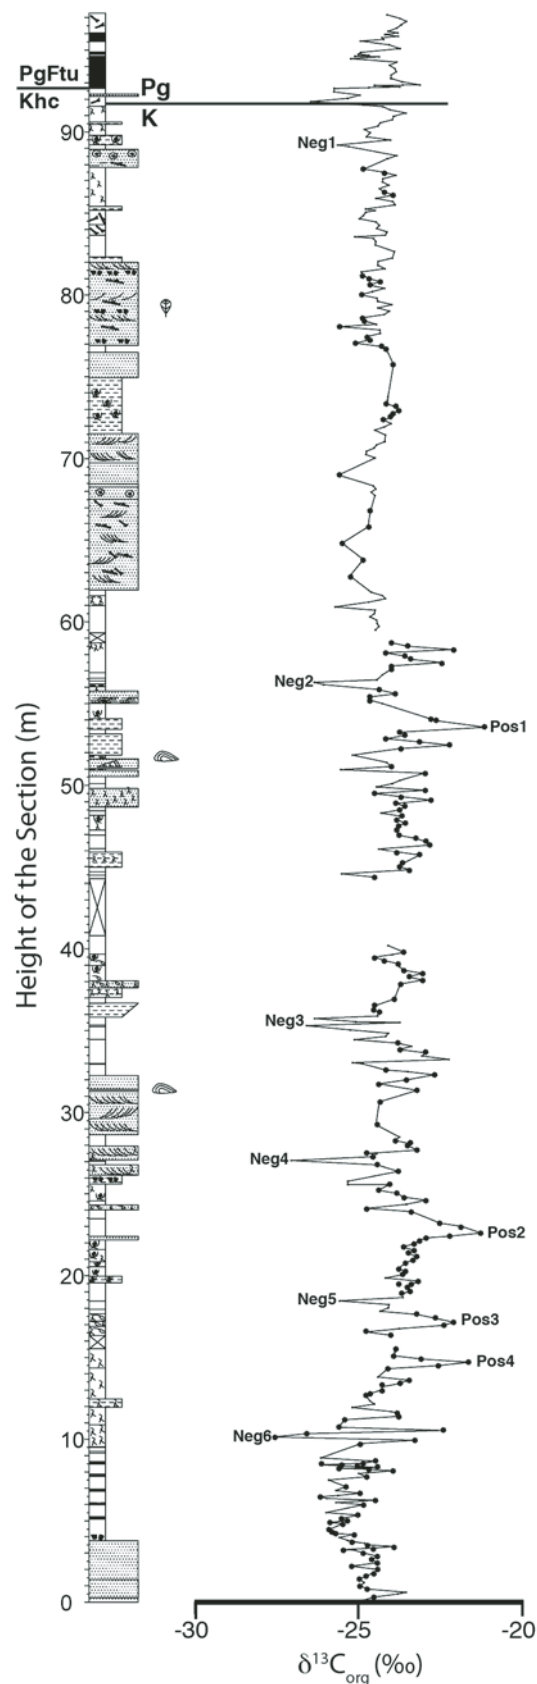 PgFtu
Khc
Pg
K
90
Neg1
80
70
60
Neg2
Pos1
50
40
Neg3
30
Neg4
Pos2
20
Neg5
Pos3
Pos4
10
Neg6
0
Height of the Section (m)
-30
-25
-20
δ¹³Corg (‰)